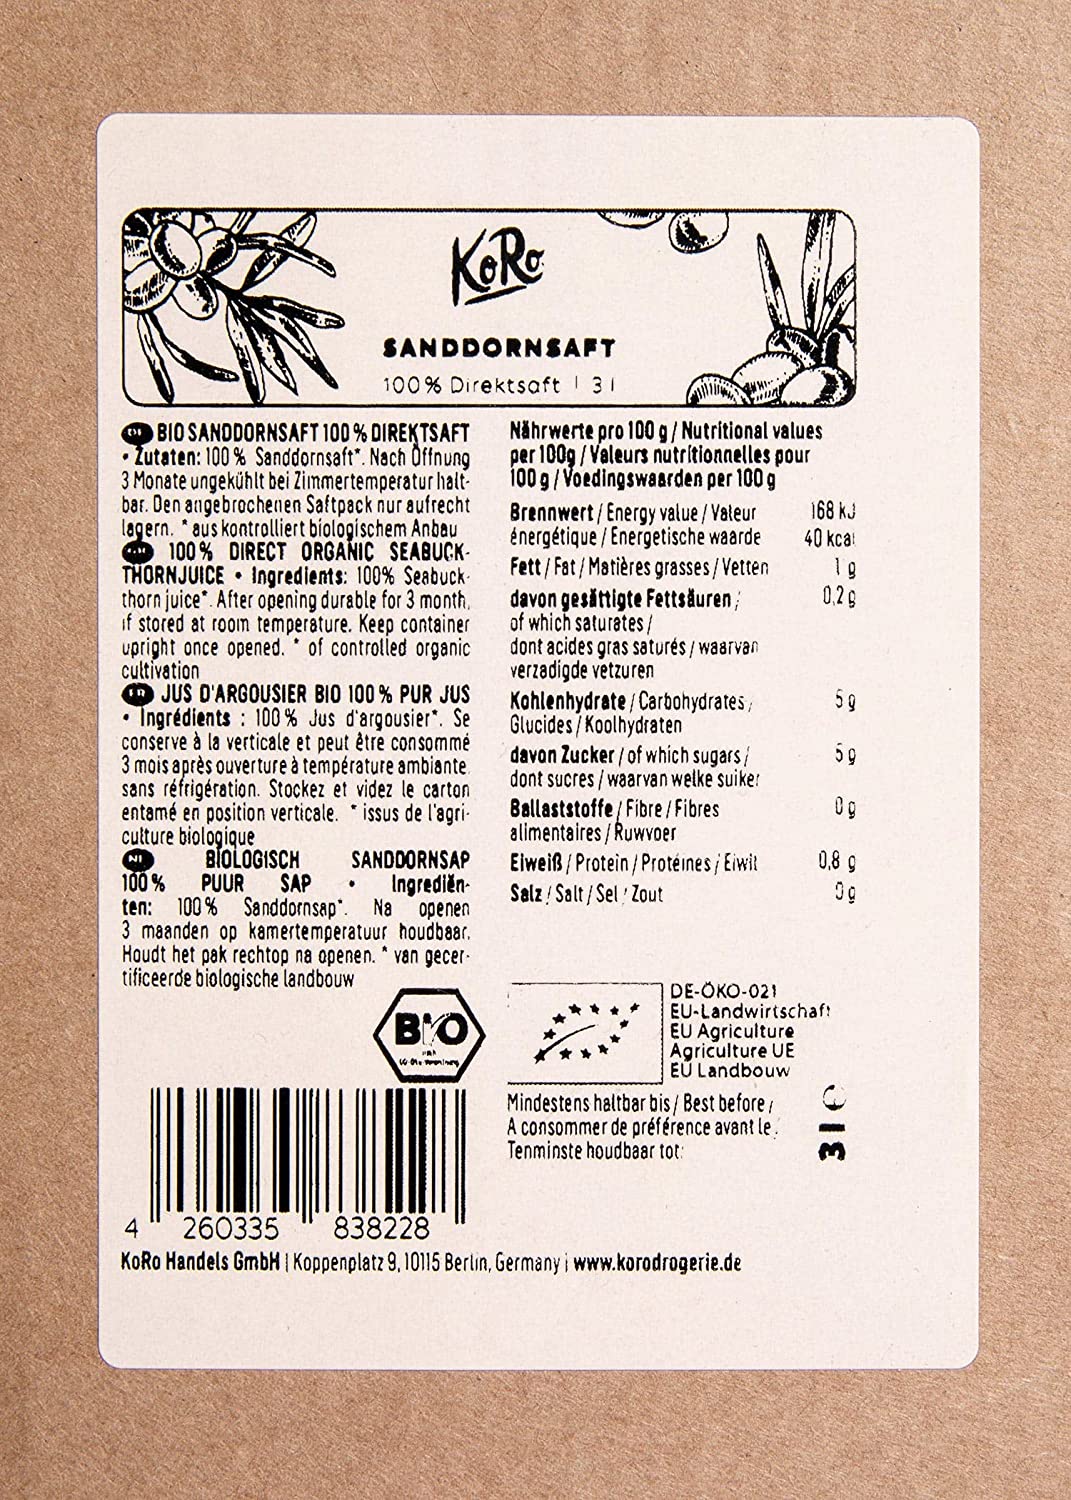 KoRo
SANDDORNSAFT
100% Direktsaft | 3 l
DE BIO SANDDORNSAFT 100 % DIREKTSAFT
• Zutaten: 100 % Sanddornsaft*. Nach Öffnung
3 Monate ungekühlt bei Zimmertemperatur halt-
bar. Den angebrochenen Saftpack nur aufrecht
lagern. * aus kontrolliert biologischem Anbau
100% DIRECT ORGANIC SEABUCK-
THORNJUICE • Ingredients: 100% Seabuck-
thorn juice*. After opening durable for 3 month,
if stored at room temperature. Keep container
upright once opened. * of controlled organic
cultivation
FR JUS D'ARGOUSIER BIO 100 % PUR JUS
• Ingrédients : 100 % Jus d'argousier*. Se
conserve à la verticale et peut être consommé
3 mois après ouverture à température ambiante
sans réfrigération. Stockez et videz le carton
entamé en position verticale. * issus de l'agri-
culture biologique
NL BIOLOGISCH SANDDORNSAP
100 % PUUR SAP • Ingrediën-
ten: 100 % Sanddornsap*. Na openen
3 maanden op kamertemperatuur houdbaar.
Houdt het pak rechtop na openen. * van gecer-
tificeerde biologische landbouw
Nährwerte pro 100 g / Nutritional values
per 100g / Valeurs nutritionnelles pour
100 g / Voedingswaarden per 100 g
Brennwert / Energy value / Valeur 168 kJ
énergétique / Energetische waarde 40 kcal
Fett / Fat / Matières grasses / Vetten 1 g
davon gesättigte Fettsäuren / 0,2 g
of which saturates /
dont acides gras saturés / waarvan
verzadigde vetzuren
Kohlenhydrate / Carbohydrates / 5 g
Glucides / Koolhydraten
davon Zucker / of which sugars / 5 g
dont sucres / waarvan welke suiker
Ballaststoffe / Fibre / Fibres 0 g
alimentaires / Ruwvoer
Eiweiß / Protein / Protéines / Eiwit 0,8 g
Salz / Salt / Sel / Zout 0 g
BIO
nach
DE-ÖKO-021
EU-Landwirtschaft
EU Agriculture
Agriculture UE
EU Landbouw
Mindestens haltbar bis / Best before /
A consommer de préférence avant le /
Tenminste houdbaar tot:
3 l e
4 260335 838228
KoRo Handels GmbH | Koppenplatz 9, 10115 Berlin, Germany | www.korodrogerie.de